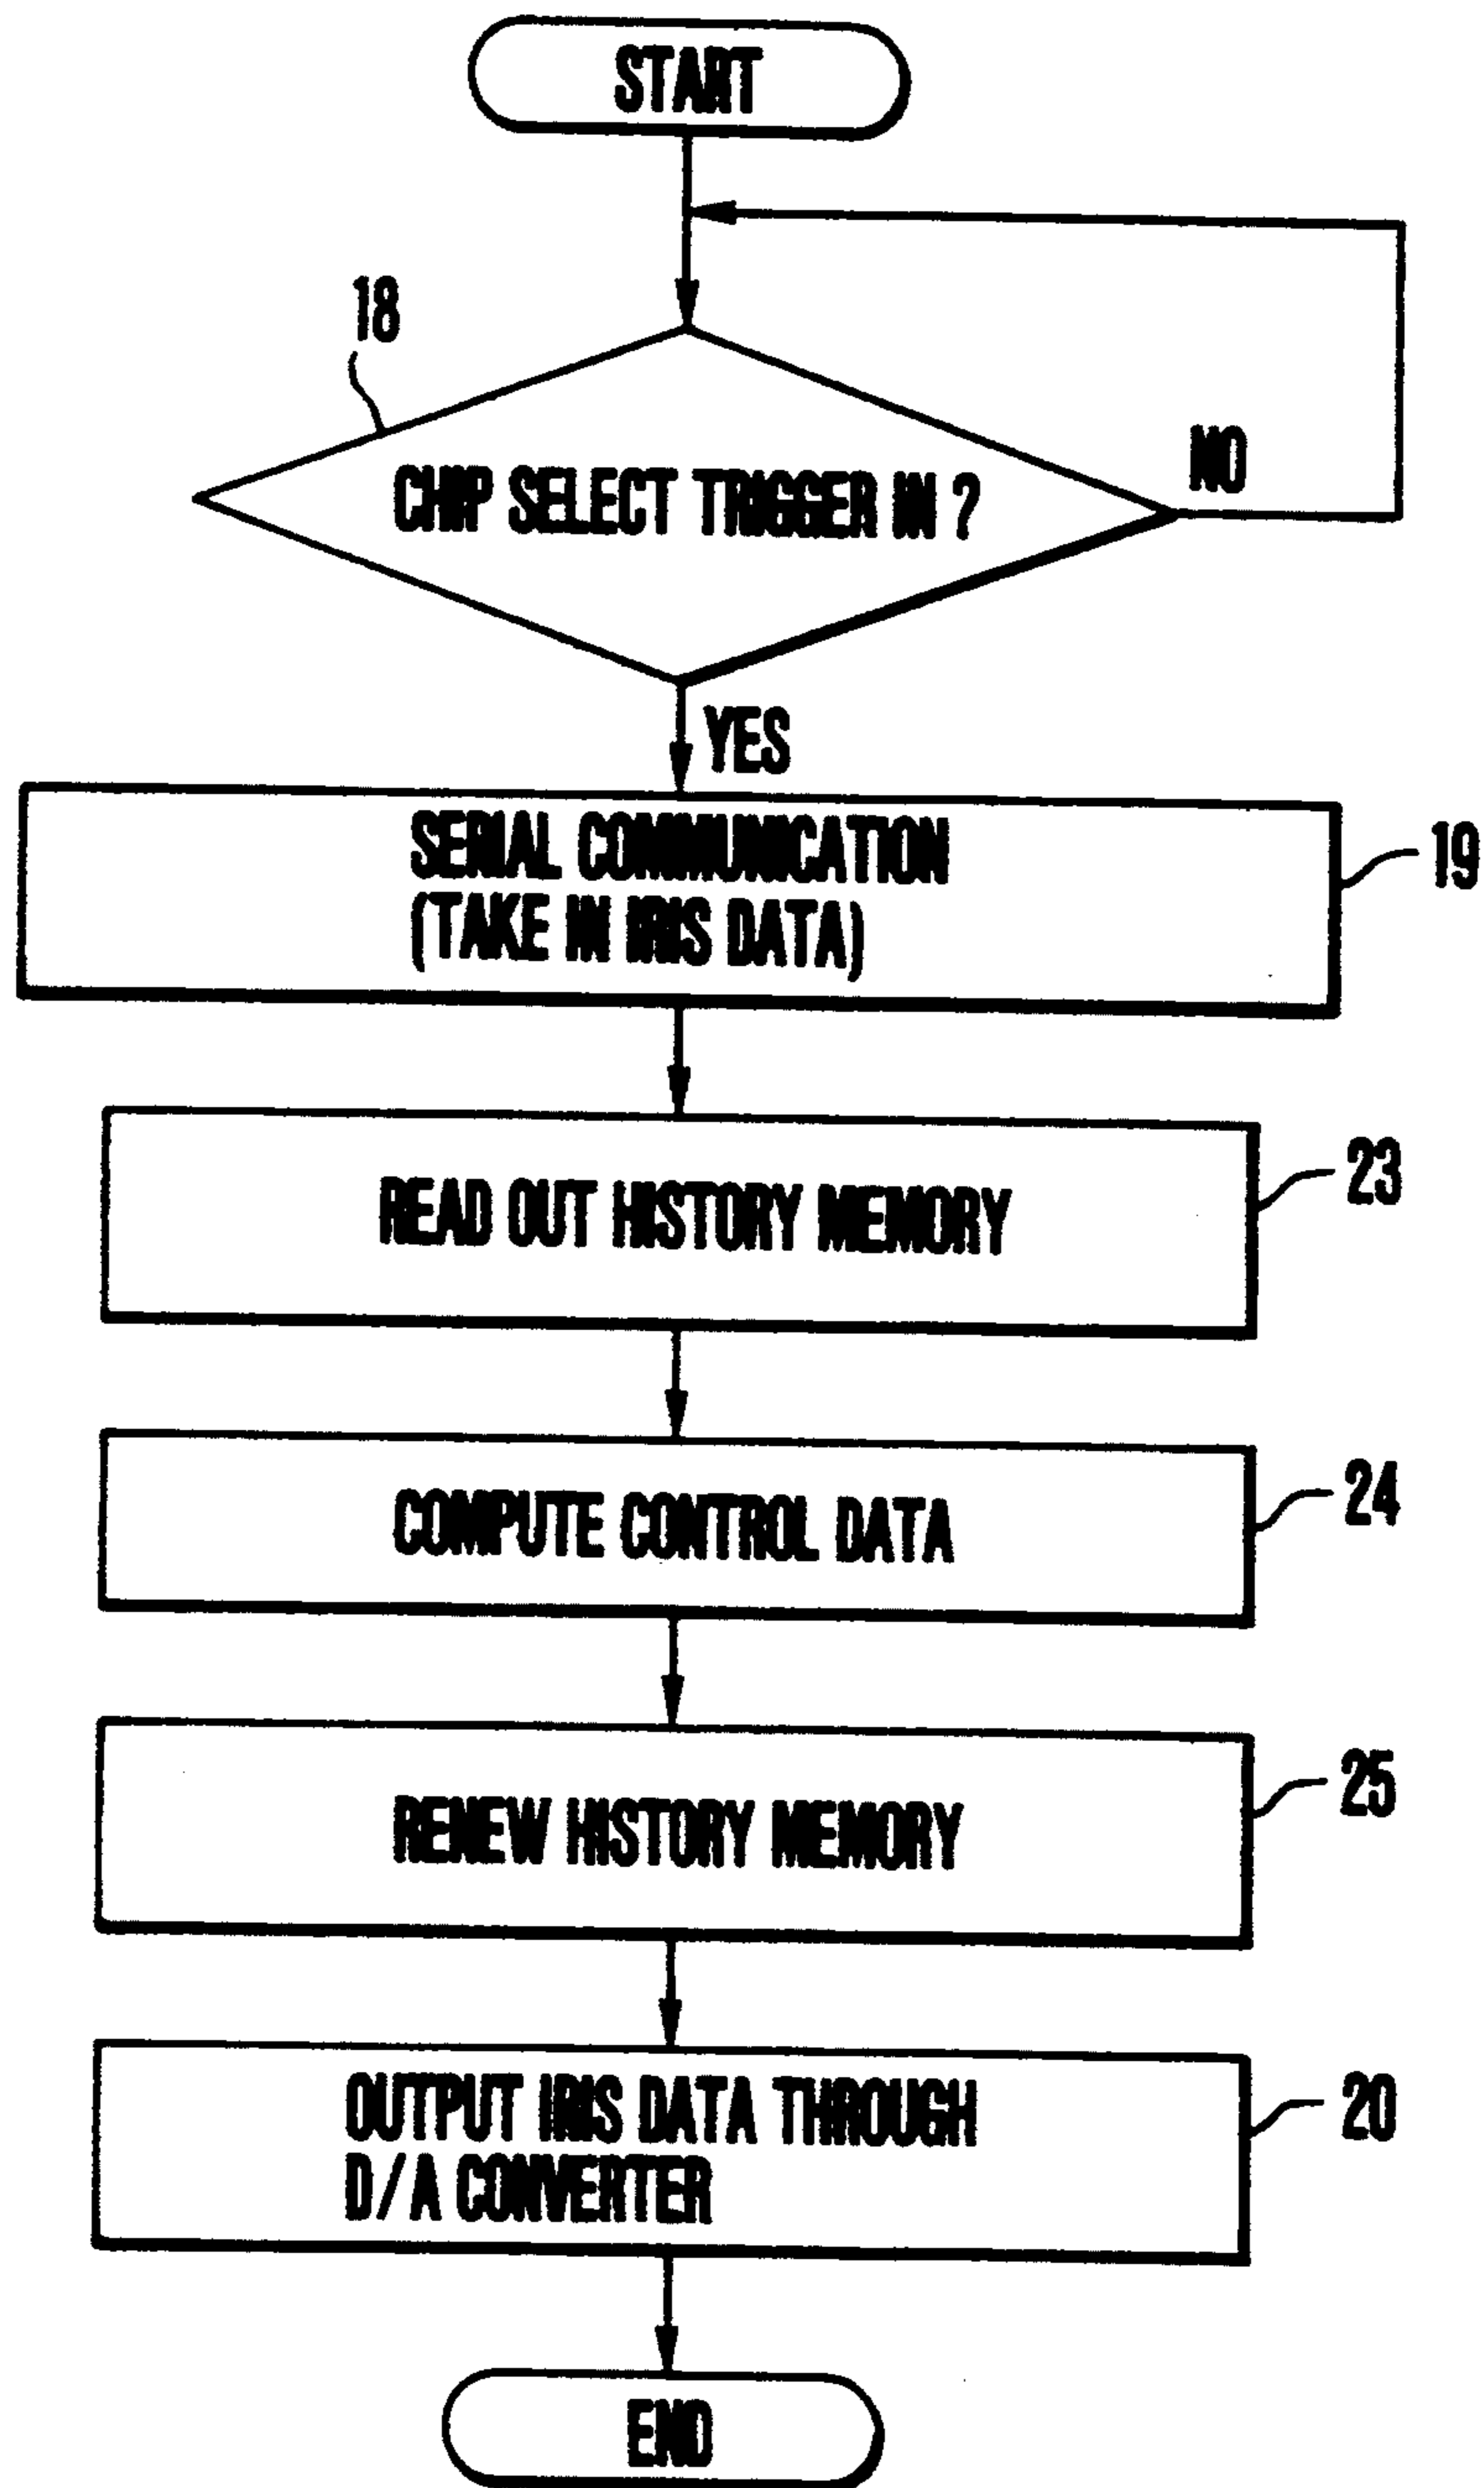 START
18
CHIP SELECT TRIGGER IN ?
NO
YES
SERIAL COMMUNICATION
(TAKE IN IRIS DATA)
19
READ OUT HISTORY MEMORY
23
COMPUTE CONTROL DATA
24
RENEW HISTORY MEMORY
25
OUTPUT IRIS DATA THROUGH
D/A CONVERTER
20
END